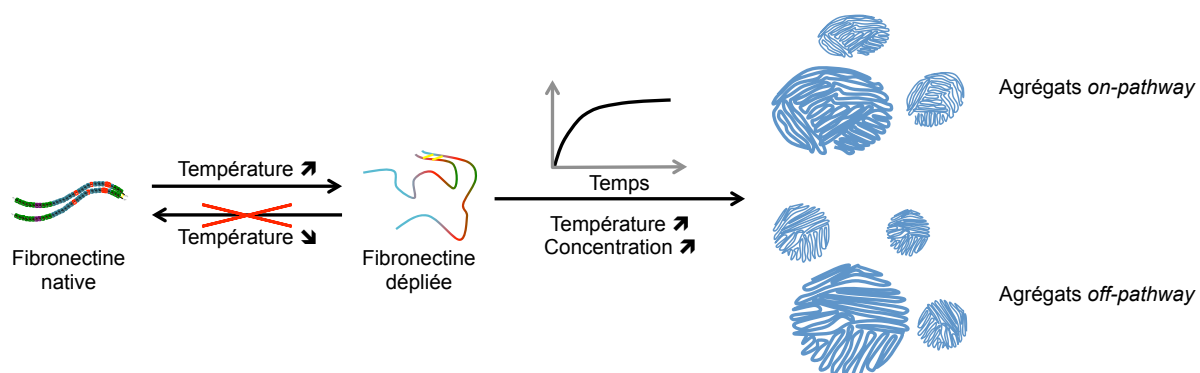 Température ↗
Température ↘
Fibronectine
native
Fibronectine
dépliée
Temps
Température ↗
Concentration ↗
Agrégats on-pathway
Agrégats off-pathway